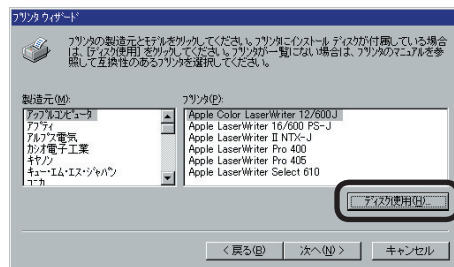 プリンタ ウィザード
プリンタの製造元とモデルをクリックしてください。プリンタにインストール ディスクが付属している場合
は、[ディスク使用] をクリックしてください。プリンタが一覧にない場合は、プリンタのマニュアルを参
照して互換性のあるプリンタを選択してください。
製造元(M):
アップルコンピュータ
アプティ
アルプス電気
カシオ電子工業
キヤノン
キュー・エム・エス・ジャパン
コニカ
プリンタ(P):
Apple Color LaserWriter 12/600J
Apple LaserWriter 16/600 PS-J
Apple LaserWriter II NTX-J
Apple LaserWriter Pro 400
Apple LaserWriter Pro 405
Apple LaserWriter Select 610
ディスク使用(H)...
< 戻る(B)
次へ(N) >
キャンセル